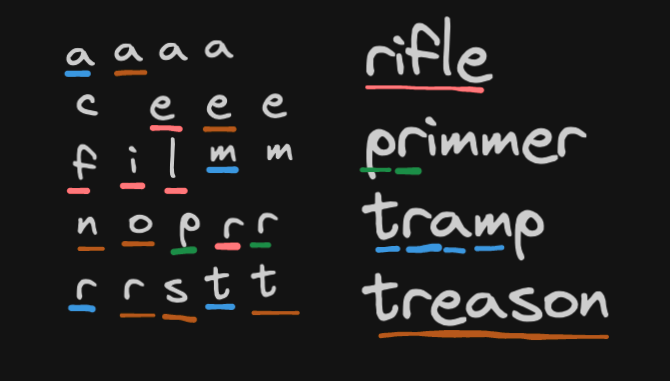 a a a a
c e e e
f i l m m
n o p r r
r r s t t
rifle
primmer
tramp
treason